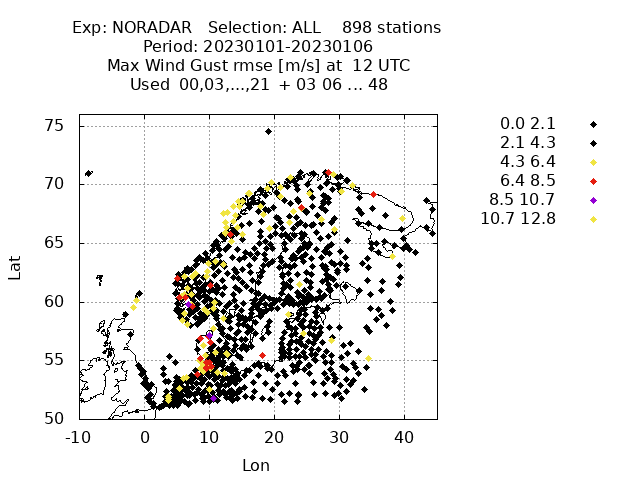 Exp: NORADAR   Selection: ALL    898 stations
Period: 20230101-20230106
Max Wind Gust rmse [m/s] at  12 UTC
Used  00,03,...,21  + 03 06 ... 48
0.0 2.1
2.1 4.3
4.3 6.4
6.4 8.5
8.5 10.7
10.7 12.8
Lat
75
70
65
60
55
50
-10 0 10 20 30 40
Lon